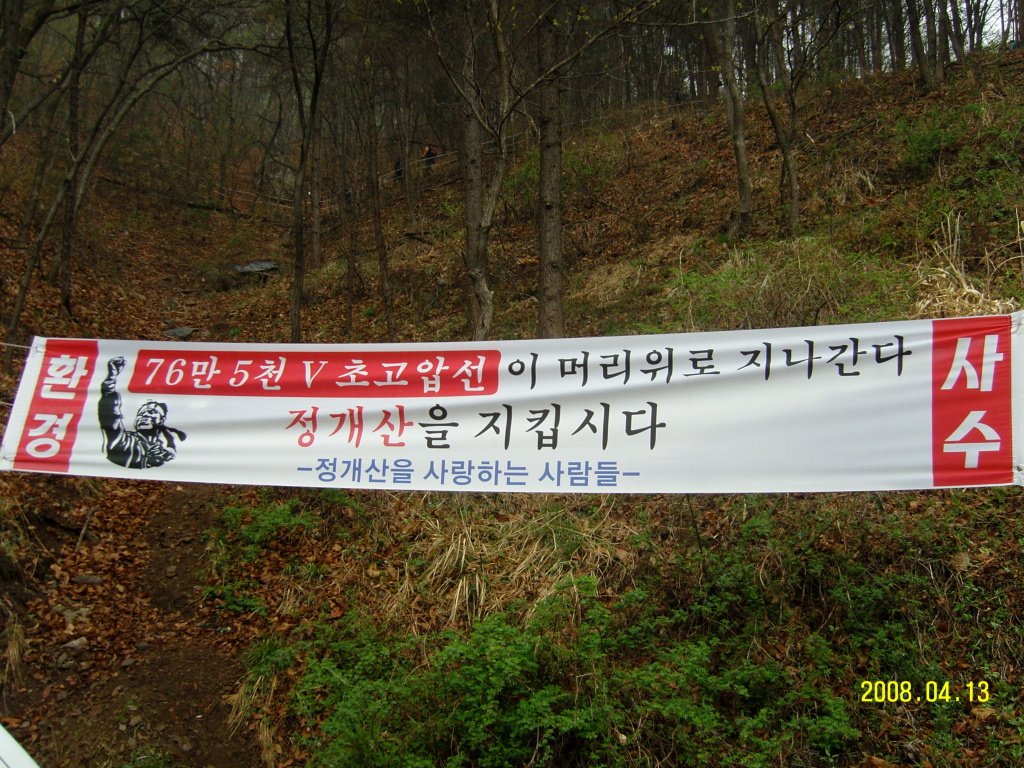 환경
76만 5천 V 초고압선이 머리위로 지나간다
정개산을 지킵시다
-정개산을 사랑하는 사람들-
사수
2008.04.13